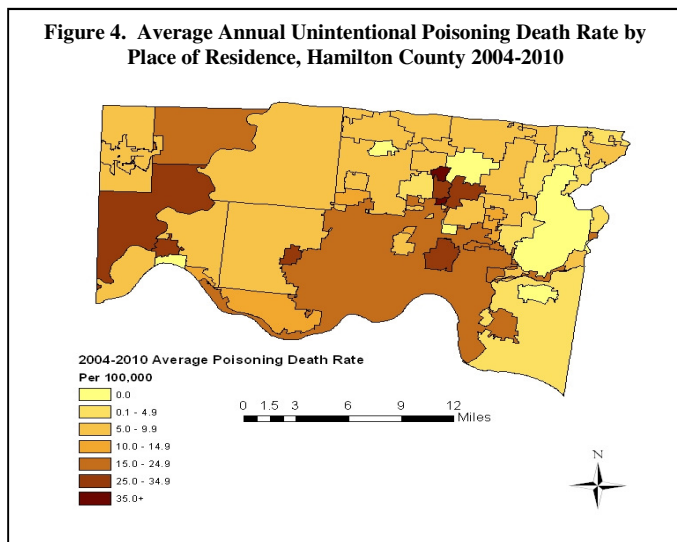 Figure 4.  Average Annual Unintentional Poisoning Death Rate by
Place of Residence, Hamilton County 2004-2010
2004-2010 Average Poisoning Death Rate
Per 100,000
0.0
0.1 - 4.9
5.0 - 9.9
10.0 - 14.9
15.0 - 24.9
25.0 - 34.9
35.0+
0 1.5 3 6 9 12
Miles
N